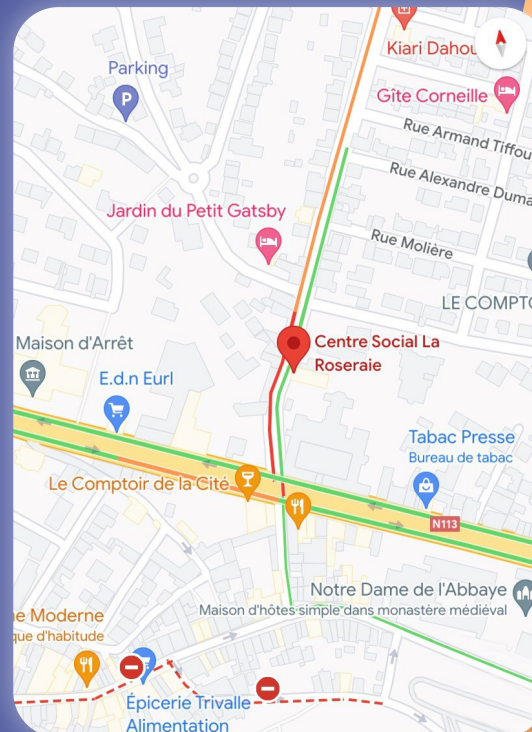 Kiari Dahou
Parking
P
Gîte Corneille
Rue Armand Tiffou
Rue Alexandre Duma
Jardin du Petit Gatsby
Rue Molière
LE COMPTO
Maison d'Arrêt
Centre Social La
Roseraie
E.d.n Eurl
Tabac Presse
Bureau de tabac
Le Comptoir de la Cité
N113
Notre Dame de l'Abbaye
Maison d'hôtes simple dans monastère médiéval
e Moderne
que d'habitude
Épicerie Trivalle
Alimentation